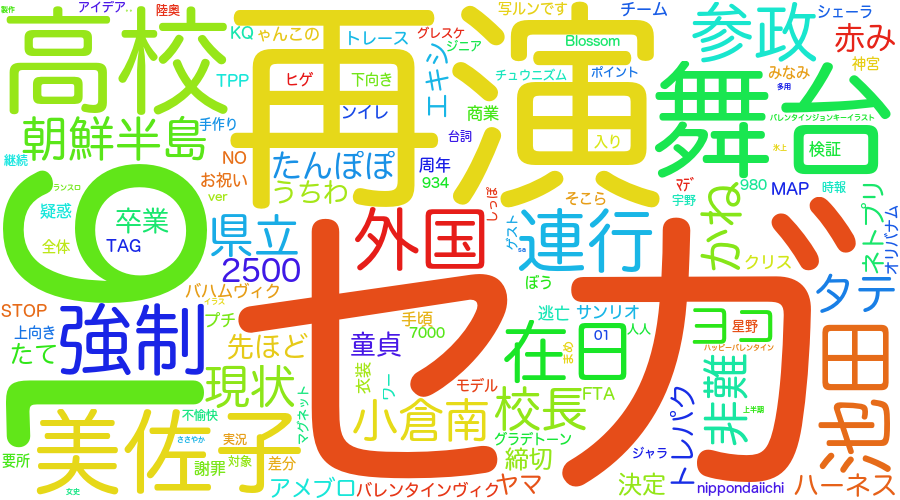 製作
アイデア..
陸奥
写ルンです
チーム
シェーラ
高校
再演
KQ
ゃんこの
トレース
グレスケ
ジニア
エキシ
Blossom
参政
赤み
神宮
TPP
ヒゲ
下向き
チュウニズム
ポイント
みなみ
多用
朝鮮半島
手作り
ンイレ
商業
舞台
バレンタインジョンキーイラスト
継続
NO
たんぽぽ
周年
台詞
入り
氷上
検証
お祝い
934
ver
うちわ
しっぽ
そこら
ﾏﾃﾞ
宇野
980
MAP
時報
ランスロ
疑惑
卒業
県立
外国
ゲスト
連行
かね
ネトプリ
オリバナム
全体
TAG
sa
2500
ぼう
クリス
19
セガ
バハムヴィク
イラス
STOP
上向き
強制
プチ
手頃
7000
逃亡
サンリオ
タテ
たて
先ほど
童貞
在日
01
人人
ヨコ
星野
ハッピーバレンタイン
池田
まめ
現状
衣装
ワー
モデル
校長
FTA
非難
トレパク
上半期
美佐子
不愉快
マグネット
小倉南
ささやか
実況
グラデトーン
要所
謝罪
対象
差分
締切
ジャラ
文史
アメブロ
バレンタインヴィク
ヤマ
決定
nippondaiichi
ハーネス